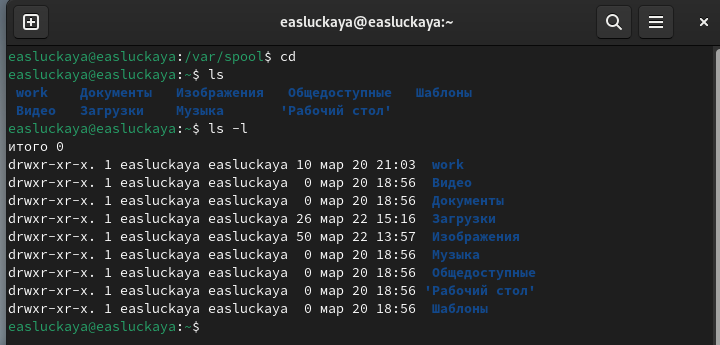 easluckaya@easluckaya:~
easluckaya@easluckaya:/var/spool$ cd
easluckaya@easluckaya:~$ ls
work Документы Изображения Общедоступные Шаблоны
Видео Загрузки Музыка 'Рабочий стол'
easluckaya@easluckaya:~$ ls -l
итого 0
drwxr-xr-x. 1 easluckaya easluckaya 10 мар 20 21:03 work
drwxr-xr-x. 1 easluckaya easluckaya 0 мар 20 18:56 Видео
drwxr-xr-x. 1 easluckaya easluckaya 0 мар 20 18:56 Документы
drwxr-xr-x. 1 easluckaya easluckaya 26 мар 22 15:16 Загрузки
drwxr-xr-x. 1 easluckaya easluckaya 50 мар 22 13:57 Изображения
drwxr-xr-x. 1 easluckaya easluckaya 0 мар 20 18:56 Музыка
drwxr-xr-x. 1 easluckaya easluckaya 0 мар 20 18:56 Общедоступные
drwxr-xr-x. 1 easluckaya easluckaya 0 мар 20 18:56 'Рабочий стол'
drwxr-xr-x. 1 easluckaya easluckaya 0 мар 20 18:56 Шаблоны
easluckaya@easluckaya:~$